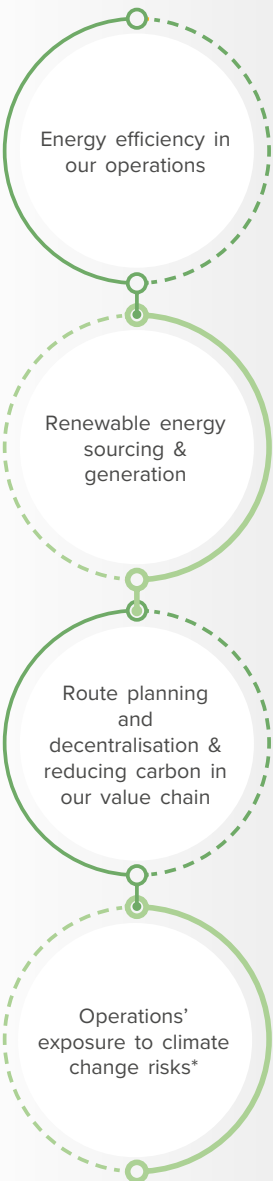 Energy efficiency in
our operations
Renewable energy
sourcing &
generation
Route planning
and
decentralisation &
reducing carbon in
our value chain
Operations’
exposure to climate
change risks*